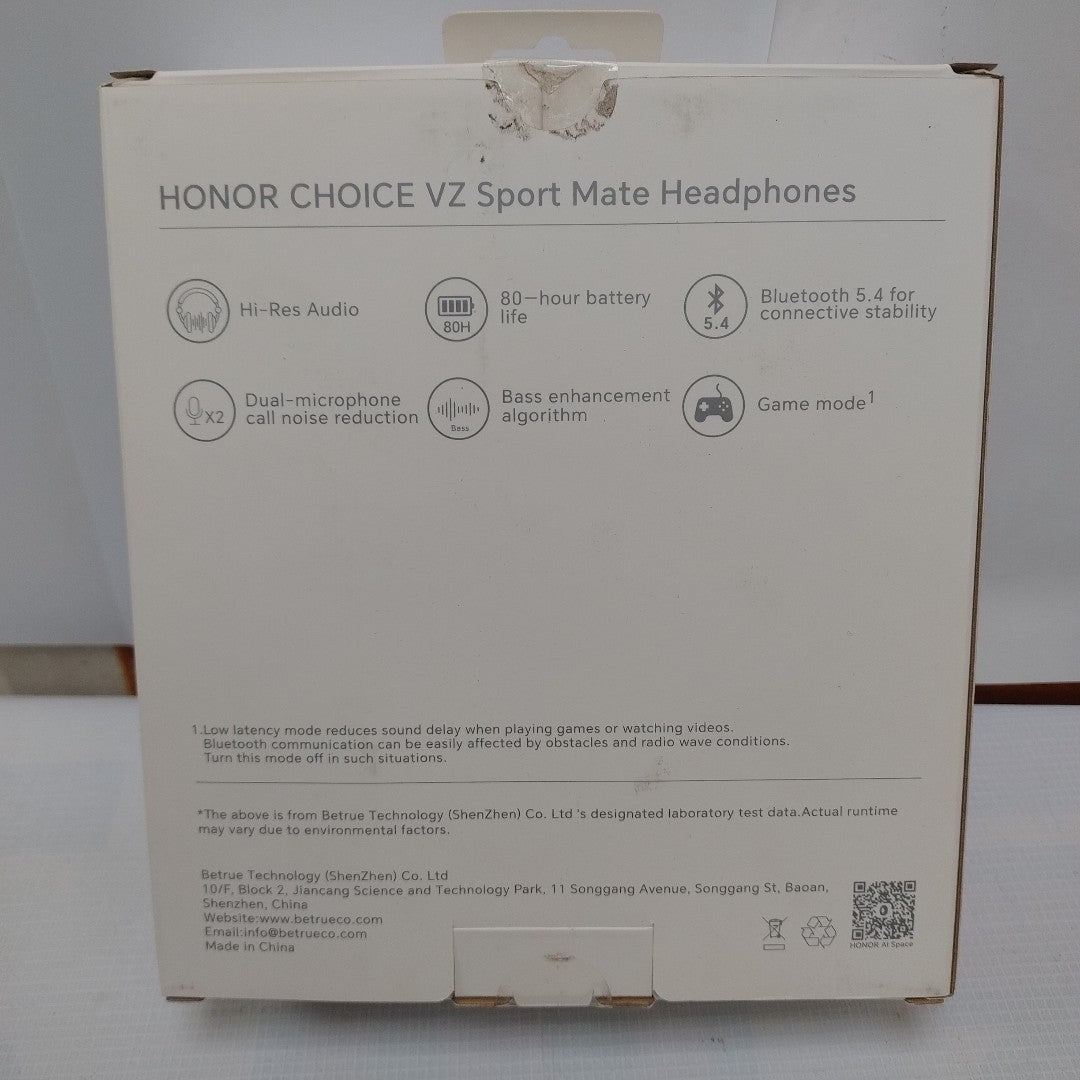 HONOR CHOICE VZ Sport Mate Headphones
Hi-Res Audio
80H
80-hour battery
life
5.4
Bluetooth 5.4 for
connective stability
X2
Dual-microphone
call noise reduction
Bass
Bass enhancement
algorithm
Game mode1
1.Low latency mode reduces sound delay when playing games or watching videos.
Bluetooth communication can be easily affected by obstacles and radio wave conditions.
Turn this mode off in such situations.
*The above is from Betrue Technology (ShenZhen) Co. Ltd 's designated laboratory test data.Actual runtime
may vary due to environmental factors.
Betrue Technology (ShenZhen) Co. Ltd
10/F, Block 2, Jiancang Science and Technology Park, 11 Songgang Avenue, Songgang St, Baoan,
Shenzhen, China
Website:www.betrueco.com
Email:info@betrueco.com
Made in China
HONOR AI Space